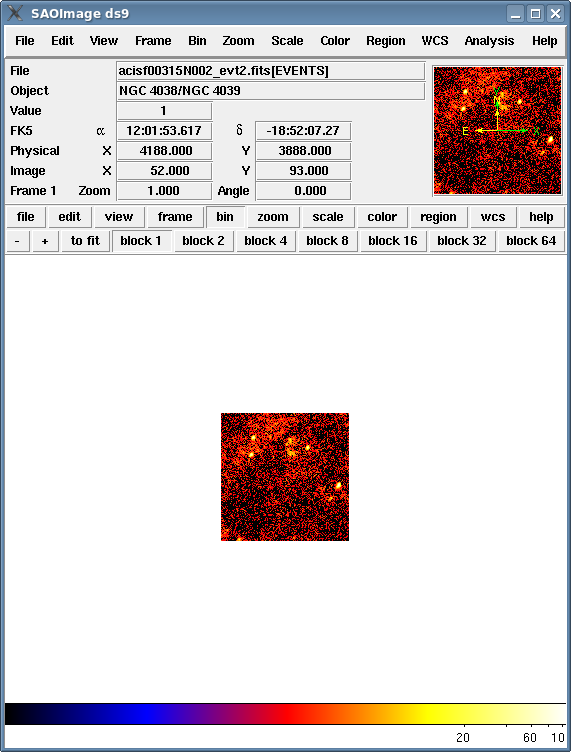 SAOImage ds9
File Edit View Frame Bin Zoom Scale Color Region WCS Analysis Help
File acisf00315N002_evt2.fits[EVENTS]
Object NGC 4038/NGC 4039
Value 1
FK5 α 12:01:53.617 δ -18:52:07.27
Physical X 4188.000 Y 3888.000
Image X 52.000 Y 93.000
Frame 1 Zoom 1.000 Angle 0.000
N E X
file edit view frame bin zoom scale color region wcs help
- + to fit block 1 block 2 block 4 block 8 block 16 block 32 block 64
20 60 10